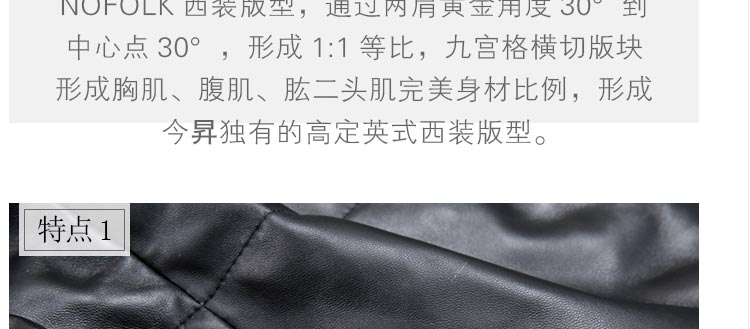 NOFOLK 西装版型，通过两肩黄金角度 30° 到
中心点 30° ，形成 1:1 等比，九宫格横切版块
形成胸肌、腹肌、肱二头肌完美身材比例，形成
今昇独有的高定英式西装版型。
特点 1